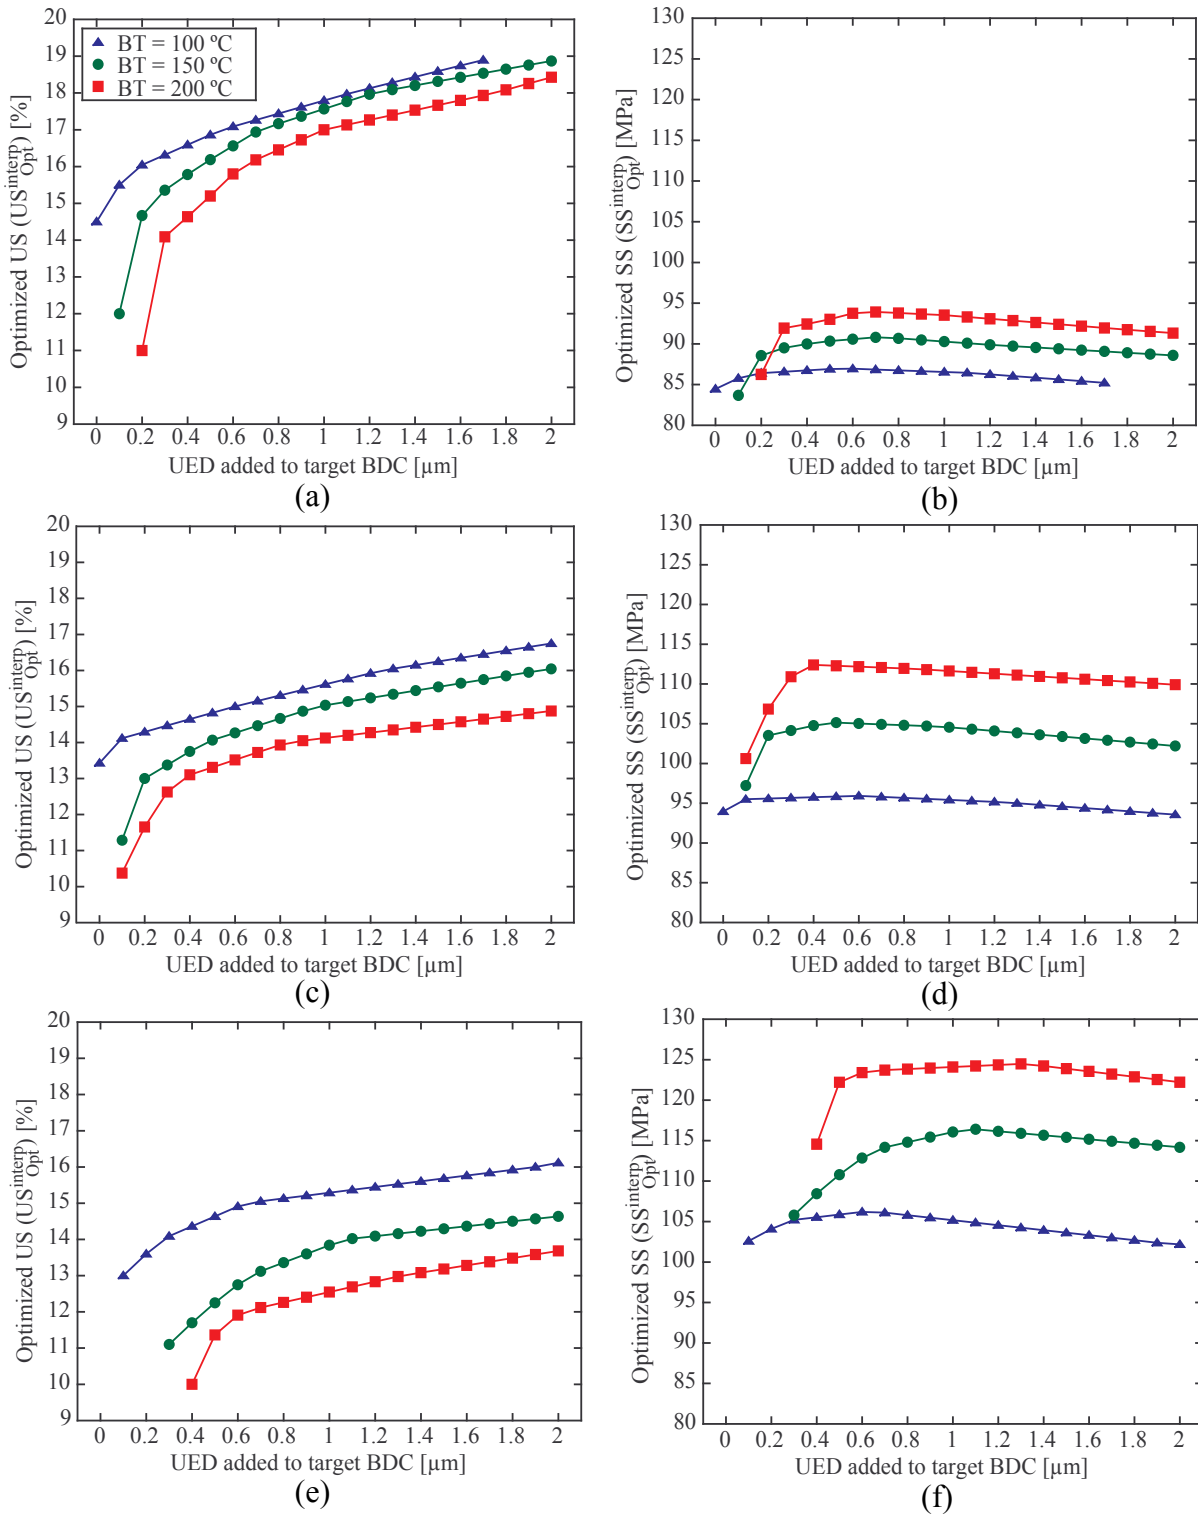 BT = 100 ºC
BT = 150 ºC
BT = 200 ºC
Optimized US (US^interp_Opt) [%]
20
19
18
17
16
15
14
13
12
11
10
9
0 0.2 0.4 0.6 0.8 1 1.2 1.4 1.6 1.8 2
UED added to target BDC [µm]
(a)
Optimized SS (SS^interp_Opt) [MPa]
130
125
120
115
110
105
100
95
90
85
80
0 0.2 0.4 0.6 0.8 1 1.2 1.4 1.6 1.8 2
UED added to target BDC [µm]
(b)
Optimized US (US^interp_Opt) [%]
20
19
18
17
16
15
14
13
12
11
10
9
0 0.2 0.4 0.6 0.8 1 1.2 1.4 1.6 1.8 2
UED added to target BDC [µm]
(c)
Optimized SS (SS^interp_Opt) [MPa]
130
125
120
115
110
105
100
95
90
85
80
0 0.2 0.4 0.6 0.8 1 1.2 1.4 1.6 1.8 2
UED added to target BDC [µm]
(d)
Optimized US (US^interp_Opt) [%]
20
19
18
17
16
15
14
13
12
11
10
9
0 0.2 0.4 0.6 0.8 1 1.2 1.4 1.6 1.8 2
UED added to target BDC [µm]
(e)
Optimized SS (SS^interp_Opt) [MPa]
130
125
120
115
110
105
100
95
90
85
80
0 0.2 0.4 0.6 0.8 1 1.2 1.4 1.6 1.8 2
UED added to target BDC [µm]
(f)